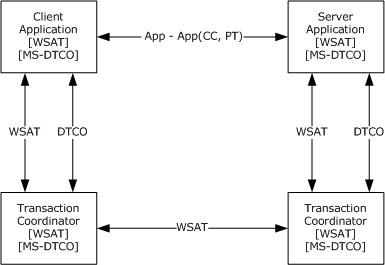 Client
Application
[WSAT]
[MS-DTCO]
App - App(CC, PT)
Server
Application
[WSAT]
[MS-DTCO]
WSAT
DTCO
WSAT
DTCO
Transaction
Coordinator
[WSAT]
[MS-DTCO]
WSAT
Transaction
Coordinator
[WSAT]
[MS-DTCO]